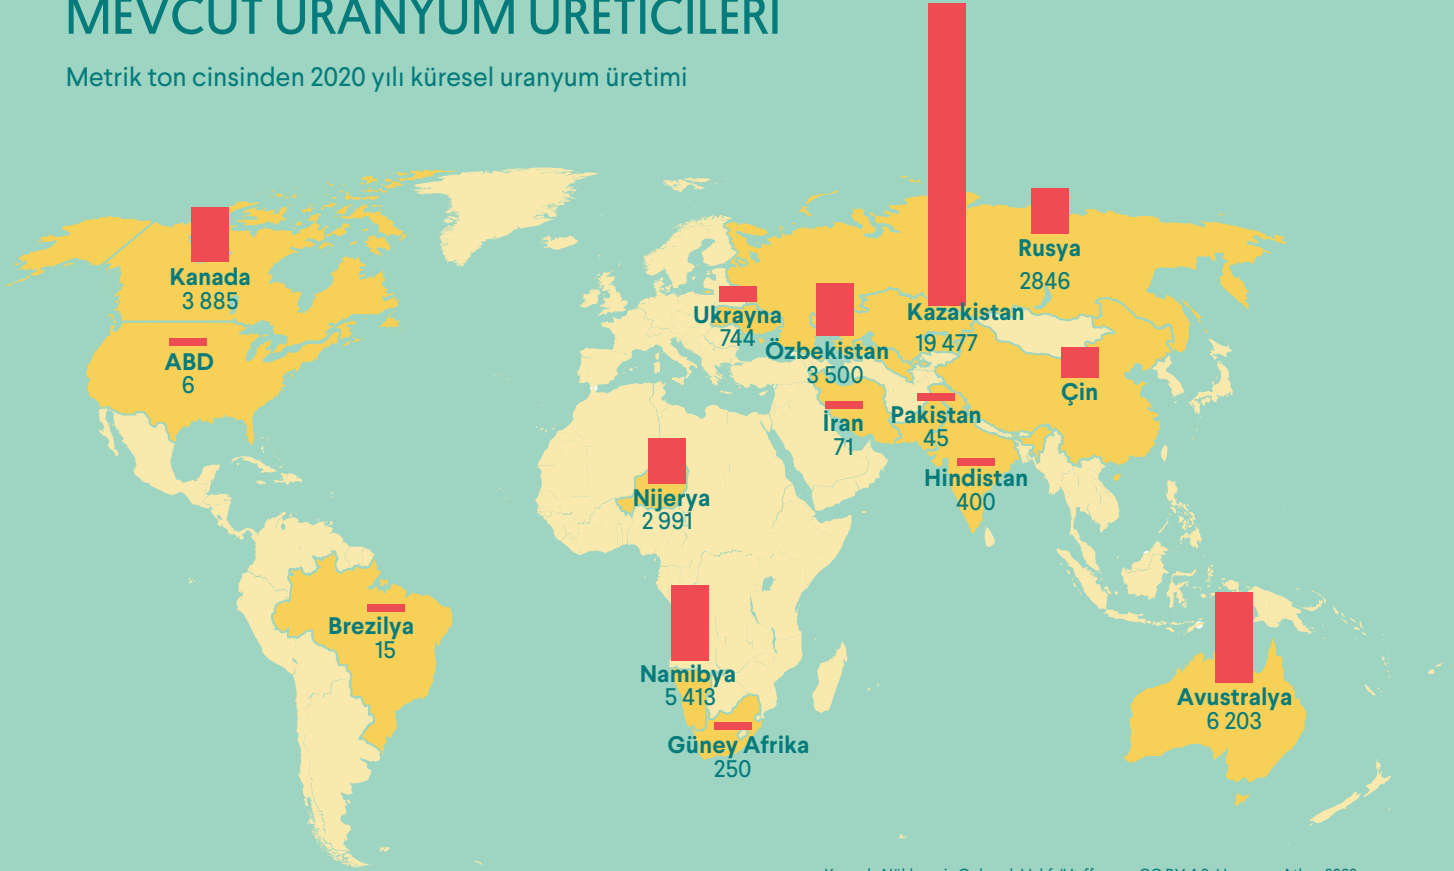 MEVCUT URANYUM ÜRETİCİLERİ
Metrik ton cinsinden 2020 yılı küresel uranyum üretimi
Kanada
3 885
ABD
6
Brezilya
15
Ukrayna
744
Özbekistan
3 500
Kazakistan
19 477
Rusya
2846
Çin
İran
71
Pakistan
45
Hindistan
400
Nijerya
2 991
Namibya
5 413
Güney Afrika
250
Avustralya
6 203